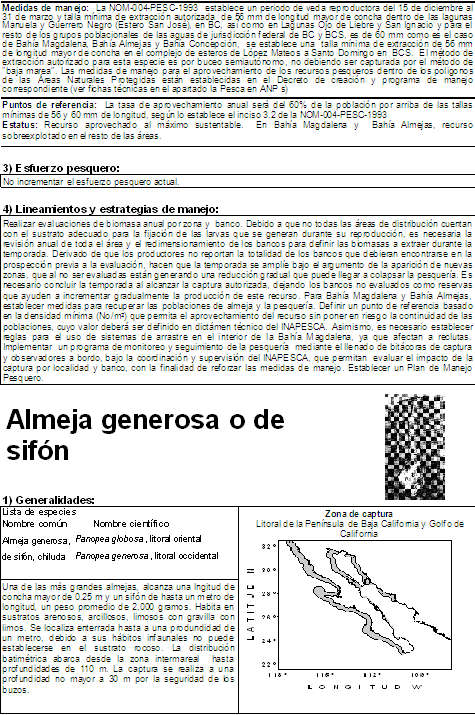 Medidas de manejo: La NOM-004-PESC-1993 establece un periodo de veda reproductora del 15 de diciembre al
31 de marzo y talla mínima de extracción autorizada, de 56 mm de longitud mayor de concha dentro de las lagunas
Manuela y Guerrero Negro (Estero San José), en BC, así como en Lagunas Ojo de Liebre y San Ignacio y para el
resto de los grupos poblacionales de las aguas de jurisdicción federal de BC y BCS, es de 60 mm como es el caso
de Bahía Magdalena, Bahía Almejas y Bahía Concepción, se establece una talla mínima de extracción de 56 mm
de longitud mayor de concha en el complejo de esteros de López Mateos a Santo Domingo en BCS. El método de
extracción autorizado para esta especie es por buceo semiautónomo, no debiendo ser capturada por el método de
"baja marea". Las medidas de manejo para el aprovechamiento de los recursos pesqueros dentro de los polígonos
de las Áreas Naturales Protegidas están establecidas en el Decreto de creación y programa de manejo
correspondiente (ver fichas técnicas en el apartado la Pesca en ANP s)
Puntos de referencia: La tasa de aprovechamiento anual será del 60% de la población por arriba de las tallas
mínimas de 56 y 60 mm de longitud, según lo establece el inciso 3.2 de la NOM-004-PESC-1993
Estatus: Recurso aprovechado al máximo sustentable. En Bahía Magdalena y Bahía Almejas, recurso
sobreexplotado en el resto de las áreas.
3) Esfuerzo pesquero:
No incrementar el esfuerzo pesquero actual.
4) Lineamientos y estrategias de manejo:
Realizar evaluaciones de biomasa anual por zona y banco. Debido a que no todas las áreas de distribución cuentan
con el sustrato adecuado para la fijación de las larvas que se generan durante su reproducción, es necesaria la
revisión anual de toda el área y el redimensionamiento de los bancos para definir las biomasas a extraer durante la
temporada. Derivado de que los productores no reportan la totalidad de los bancos que debieran encontrarse en la
prospección previa a la evaluación, hacen que la temporada se amplíe bajo el argumento de la aparición de nuevas
zonas, que al no ser evaluadas están generando una reducción gradual que puede llegar a colapsar la pesquería. Es
necesario concluir la temporada al alcanzar la captura autorizada, dejando los bancos no evaluados como reservas
que ayuden a incrementar gradualmente la producción de este recurso. Para Bahía Magdalena y Bahía Almejas,
establecer medidas para recuperar las poblaciones de almeja y la pesquería. Definir un punto de referencia basado
en la densidad mínima (No/m²) que permita el aprovechamiento del recurso sin poner en riesgo la continuidad de las
poblaciones, cuyo valor deberá ser definido en dictámen técnico del INAPESCA. Asimismo, es necesario establecer
reglas para el uso de sistemas de arrastre en el interior de la Bahía Magdalena, ya que afectan a reclutas.
Implementar un programa de monitoreo y seguimiento de la pesquería mediante el llenado de bitácoras de captura
y observadores a bordo, bajo la coordinación y supervisión del INAPESCA, que permitan evaluar el impacto de la
captura por localidad y banco, con la finalidad de reforzar las medidas de manejo. Establecer un Plan de Manejo
Pesquero.
Almeja generosa o de
sifón
1) Generalidades:
Lista de especies
Nombre común Nombre científico
Almeja generosa, Panopea globosa, litoral oriental
de sifón, chiluda Panopea generosa, litoral occidental
Una de las más grandes almejas, alcanza una lngitud de
concha mayor de 0.25 m y un sifón de hasta un metro de
longitud, un peso promedio de 2,000 gramos. Habita en
sustratos arenosos, arcillosos, limosos con gravilla con
limos. Se localiza enterrada hasta a una produndidad de
un metro, debido a sus hábitos infaunales no puede
establecerse en el sustrato rocoso. La distribución
batimétrica abarca desde la zona intermareal hasta
profundidades de 110 m. La captura se realiza a una
profundidad no mayor a 30 m por la seguridad de los
buzos.
Zona de captura
Litoral de la Península de Baja California y Golfo de
California
32°
30°
28°
26°
24°
22°
LATITUD N
118° 115° 112° 109°
LONGITUD W